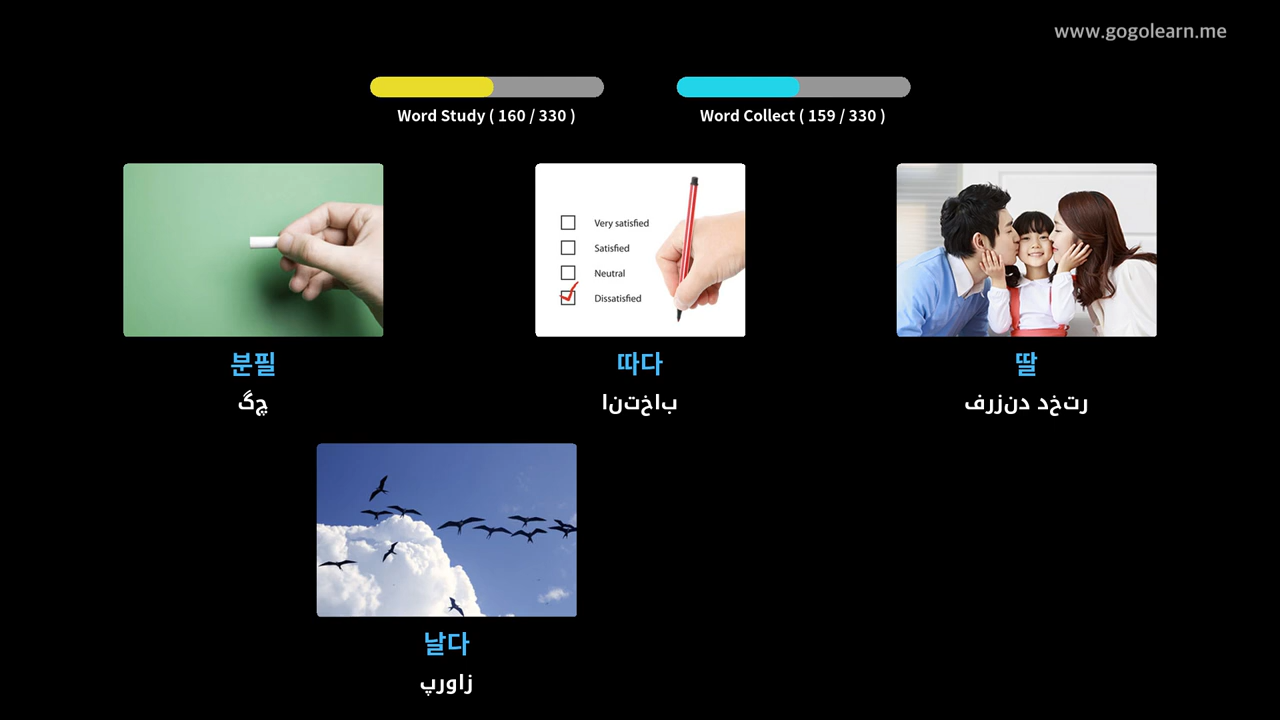 www.gogolearn.me
Word Study ( 160 / 330 )
Word Collect ( 159 / 330 )
Very satisfied
Satisfied
Neutral
Dissatisfied
분필
چگ
따다
باختنا
딸
رتخد دنزرف
날다
زاورپ